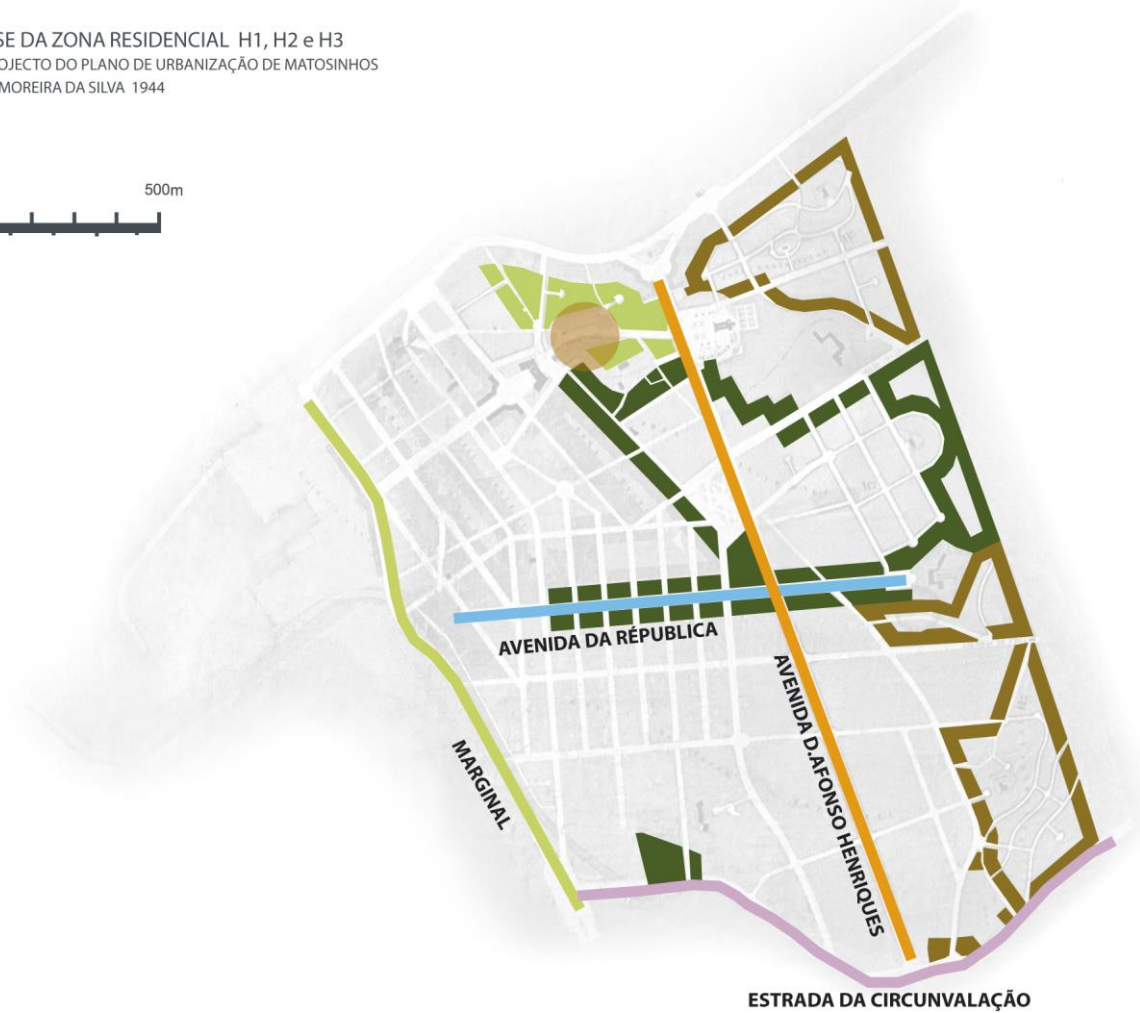 SE DA ZONA RESIDENCIAL H1, H2 e H3
OJECTO DO PLANO DE URBANIZAÇÃO DE MATOSINHOS
MOREIRA DA SILVA 1944
500m
AVENIDA DA RÉPUBLICA
AVENIDA D.AFONSO HENRIQUES
MARGINAL
ESTRADA DA CIRCUNVALAÇÃO